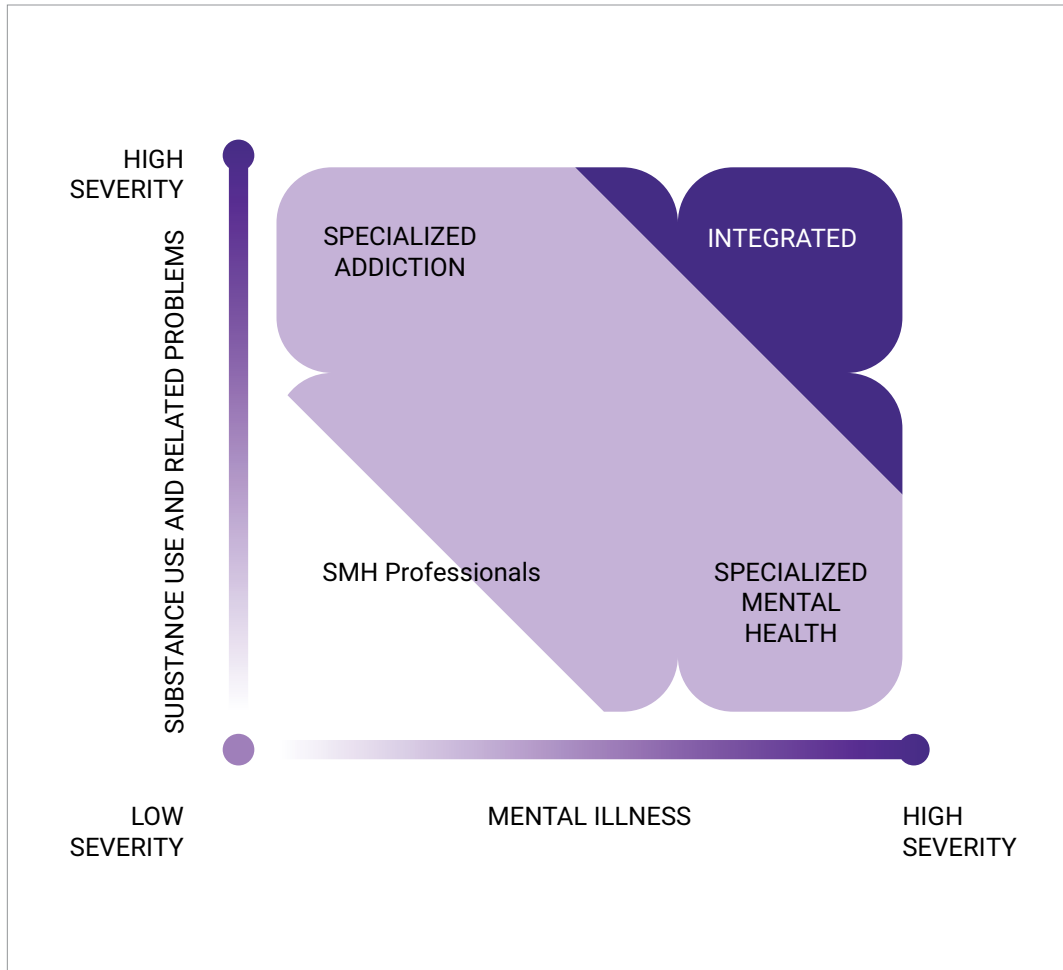 HIGH
SEVERITY
SUBSTANCE USE AND RELATED PROBLEMS
SPECIALIZED
ADDICTION
INTEGRATED
SMH Professionals
SPECIALIZED
MENTAL
HEALTH
LOW
SEVERITY
MENTAL ILLNESS
HIGH
SEVERITY